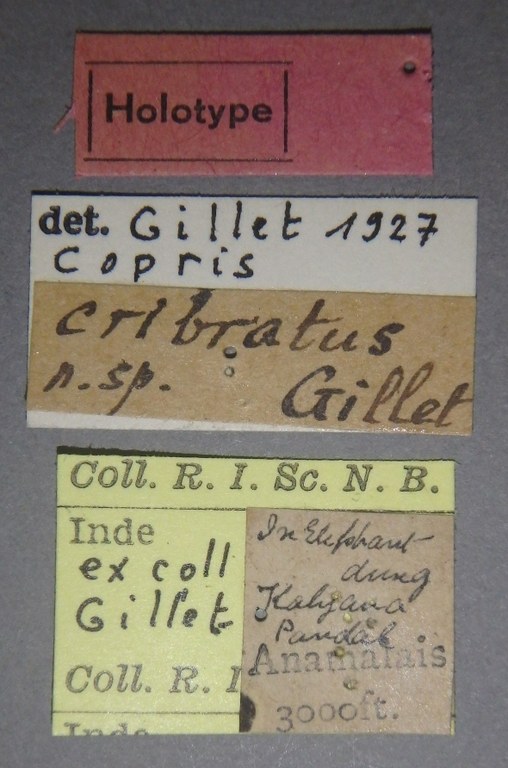 Holotype
det. Gillet 1927
Copris
cribratus
n.sp. Gillet
Coll. R. I. Sc. N. B.
Inde
ex coll
Gillet
Coll. R. I
Inde
In Elephant
dung
Kalyana
Pandal
Anamalais
3000ft.